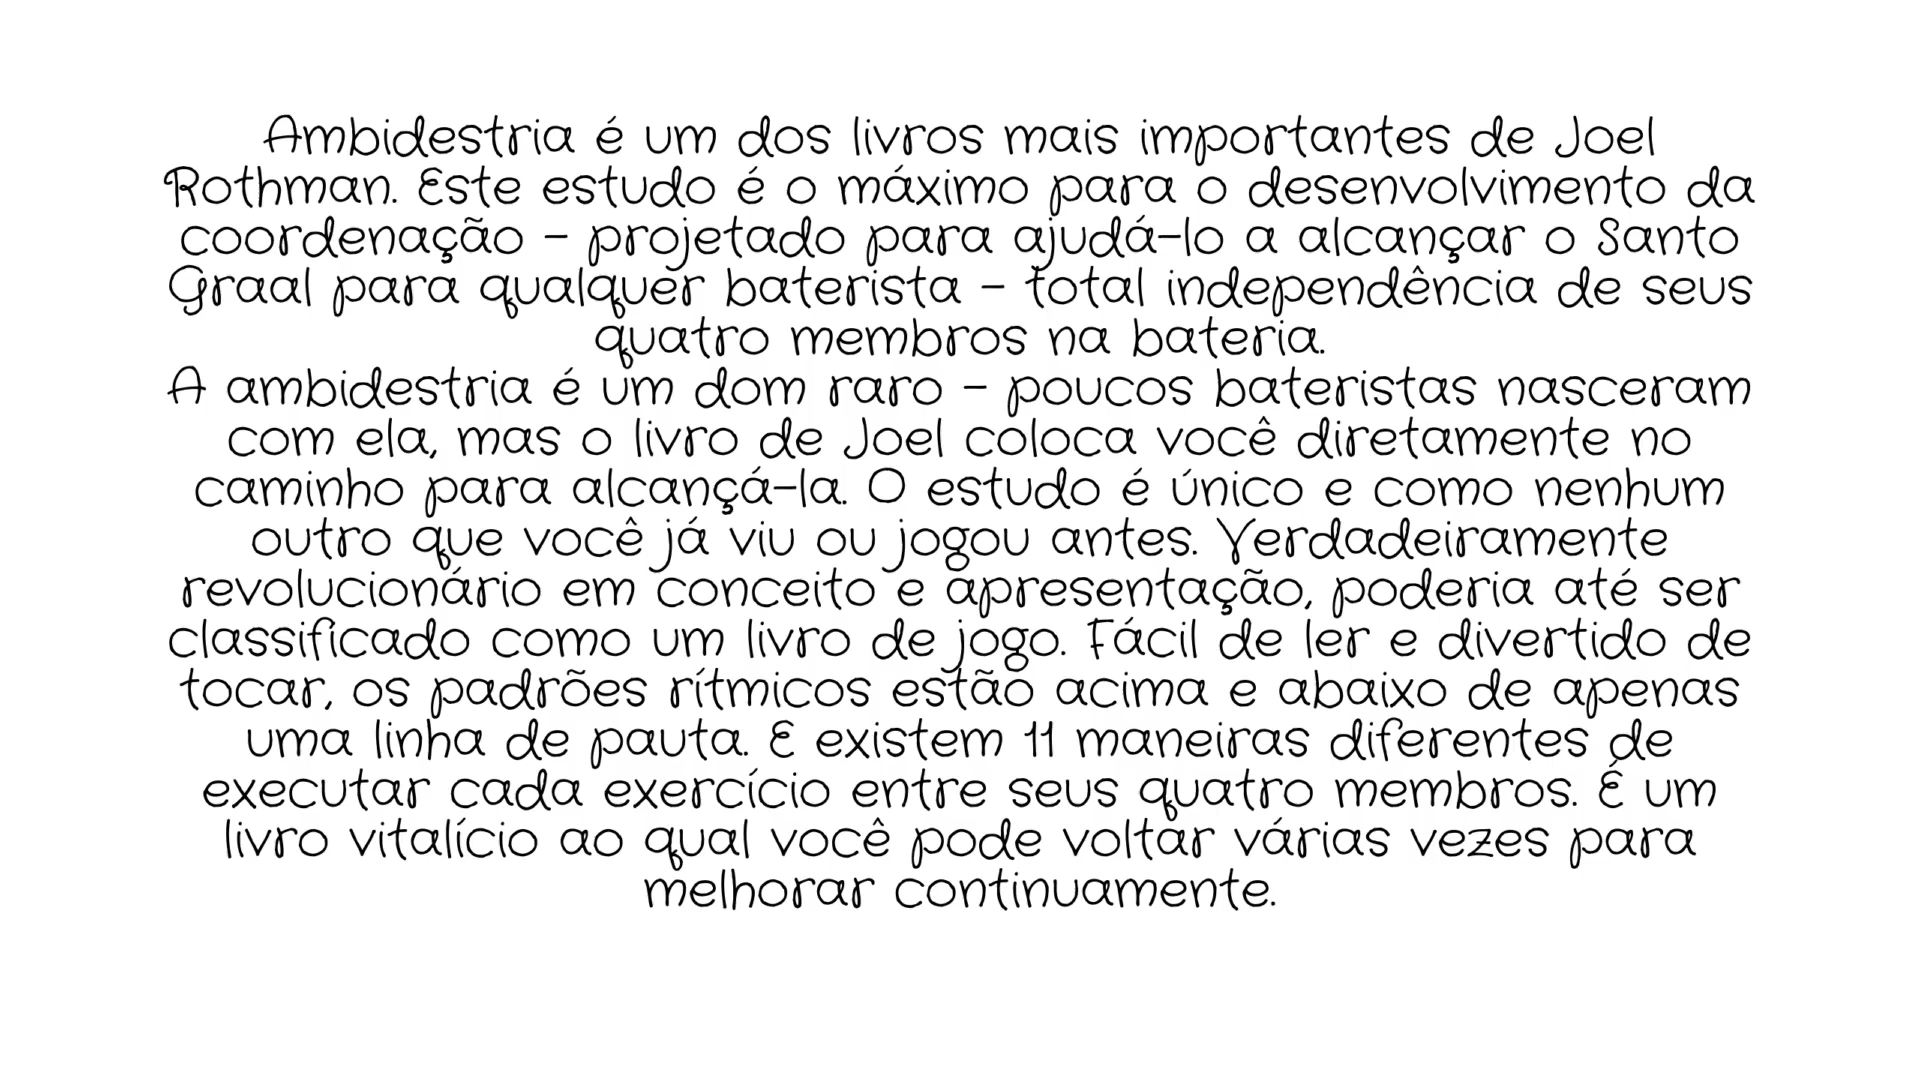 Ambidestria é um dos livros mais importantes de Joel
Rothman. Este estudo é o máximo para o desenvolvimento da
coordenação - projetado para ajudá-lo a alcançar o Santo
Graal para qualquer baterista - total independência de seus
quatro membros na bateria.
A ambidestria é um dom raro - poucos bateristas nasceram
com ela, mas o livro de Joel coloca você diretamente no
caminho para alcançá-la. O estudo é único e como nenhum
outro que você já viu ou jogou antes. Verdadeiramente
revolucionário em conceito e apresentação, poderia até ser
classificado como um livro de jogo. Fácil de ler e divertido de
tocar, os padrões rítmicos estão acima e abaixo de apenas
uma linha de pauta. E existem 11 maneiras diferentes de
executar cada exercício entre seus quatro membros. É um
livro vitalício ao qual você pode voltar várias vezes para
melhorar continuamente.